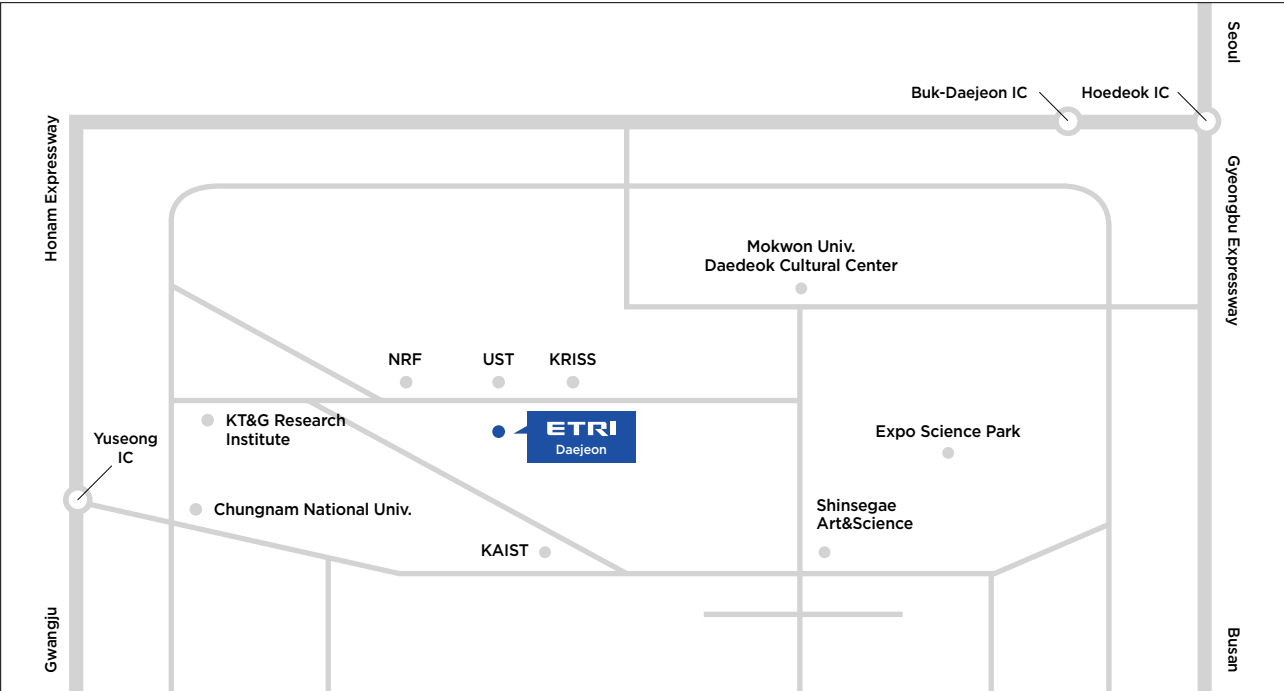 Seoul
Buk-Daejeon IC
Hoedeok IC
Honam Expressway
Gyeongbu Expressway
Mokwon Univ.
Daedeok Cultural Center
NRF
UST
KRISS
KT&G Research
Institute
ETRI
Daejeon
Expo Science Park
Yuseong
IC
Chungnam National Univ.
Shinsegae
Art&Science
KAIST
Gwangju
Busan